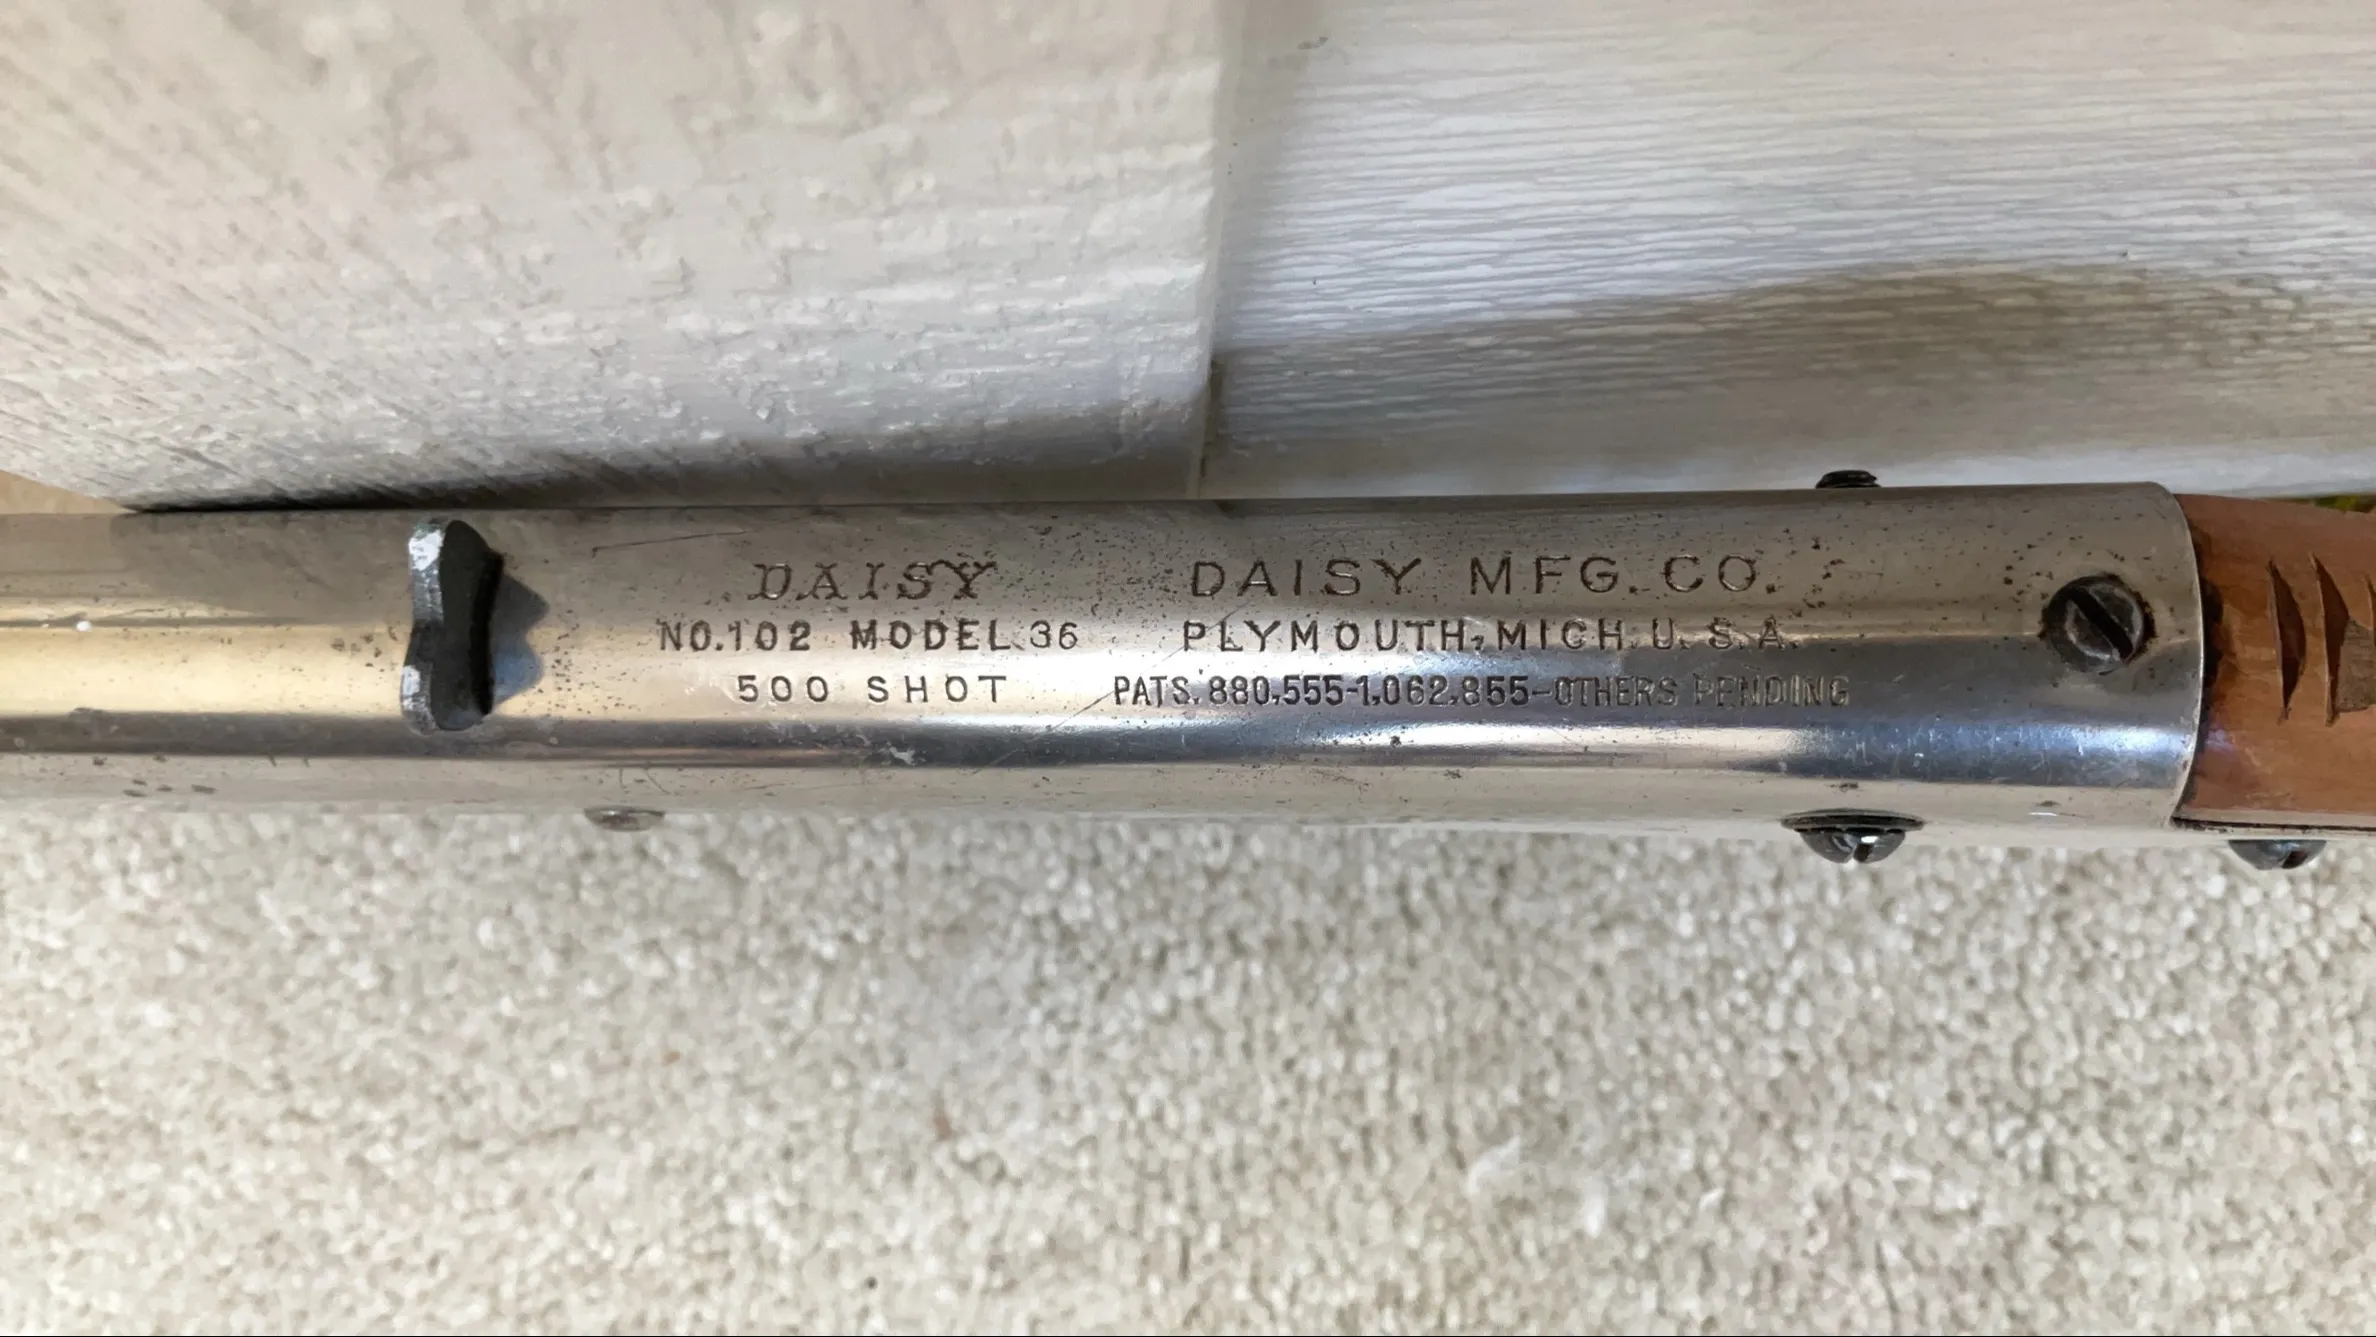 DAISY
NO.102 MODEL 36
500 SHOT
DAISY MFG. CO.
PLYMOUTH, MICH. U. S. A.
PATS. 880,555-1,062,855-OTHERS PENDING